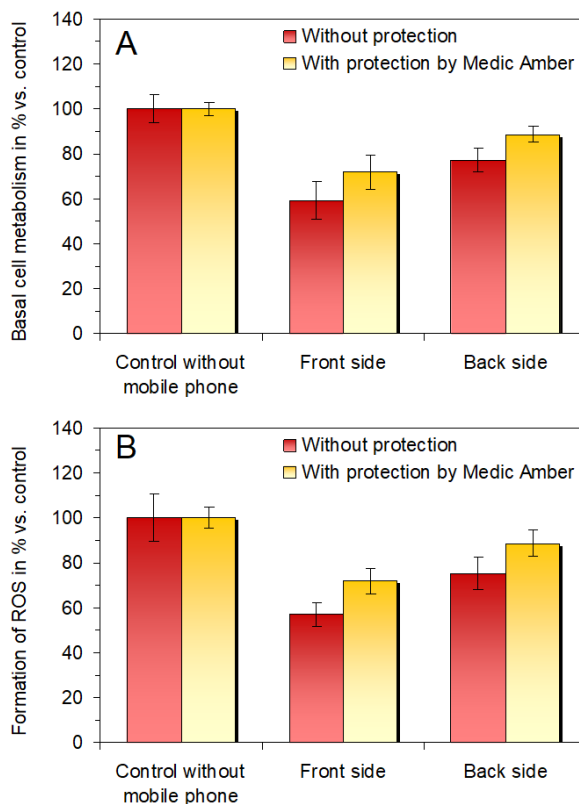 A
Without protection
With protection by Medic Amber
Basal cell metabolism in % vs. control
140
120
100
80
60
40
20
0
Control without
mobile phone
Front side
Back side
B
Without protection
With protection by Medic Amber
Formation of ROS in % vs. control
140
120
100
80
60
40
20
0
Control without
mobile phone
Front side
Back side